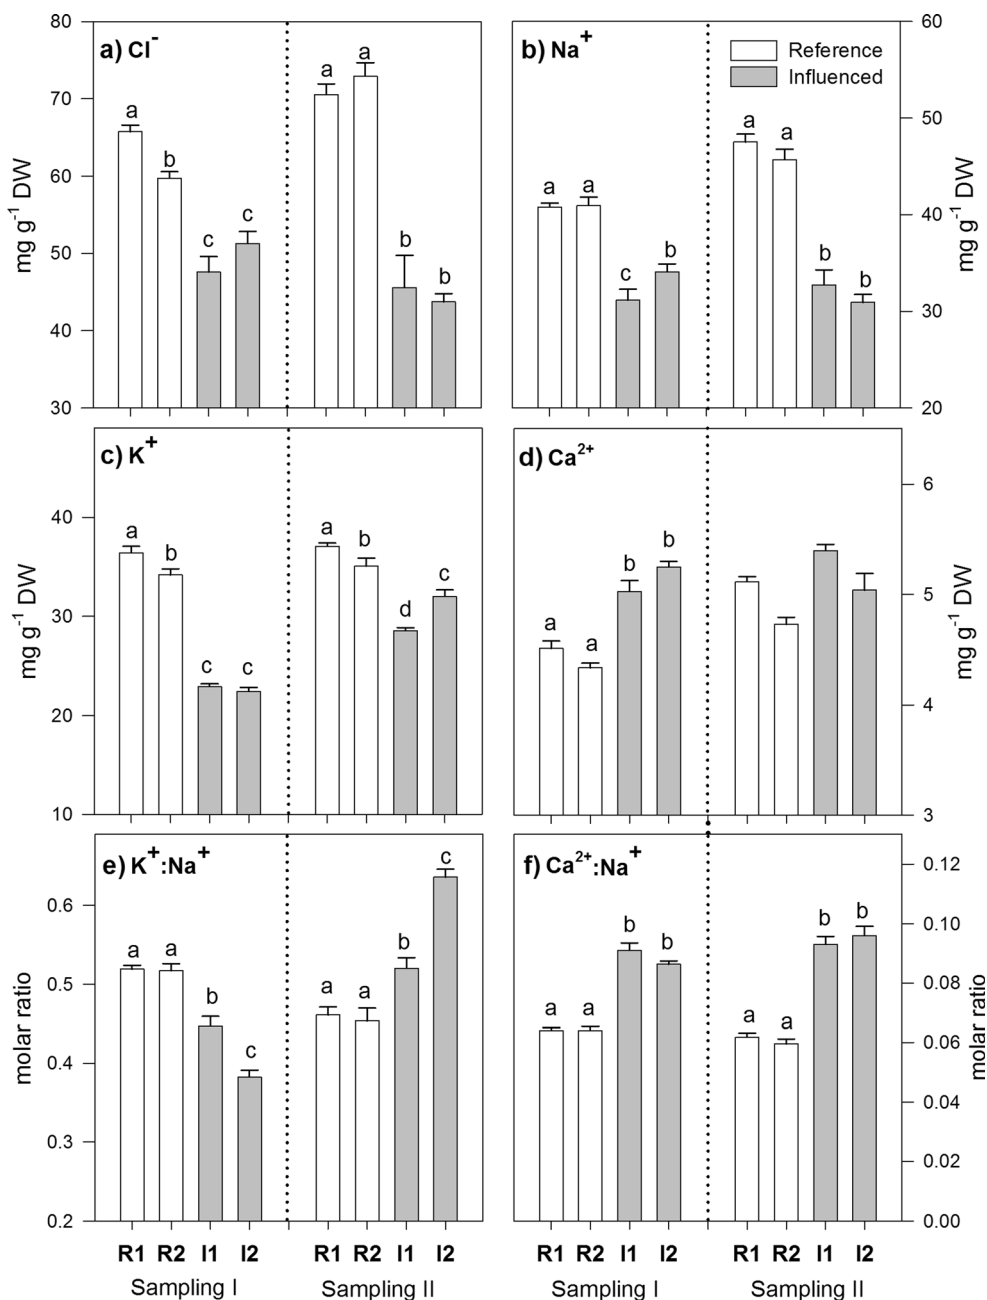 a) Cl⁻
b) Na⁺
Reference
Influenced
80
70
60
50
40
30
mg g⁻¹ DW
a
b
c
c
a
a
b
b
60
50
40
30
20
mg g⁻¹ DW
a
a
c
b
a
a
b
b
c) K⁺
40
30
20
10
mg g⁻¹ DW
a
b
c
c
a
b
d
c
d) Ca²⁺
6
5
4
3
mg g⁻¹ DW
a
a
b
b
e) K⁺:Na⁺
0.6
0.5
0.4
0.3
0.2
molar ratio
a
a
b
c
a
a
b
c
f) Ca²⁺:Na⁺
0.12
0.10
0.08
0.06
0.04
0.02
0.00
molar ratio
a
a
b
b
a
a
b
b
R1 R2 I1 I2 R1 R2 I1 I2 R1 R2 I1 I2 R1 R2 I1 I2
Sampling I Sampling II Sampling I Sampling II